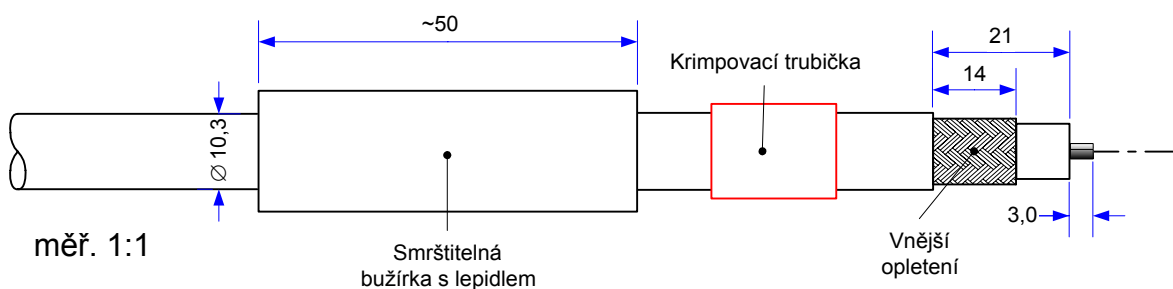 ~50
21
Krimpovací trubička
14
Ø 10,3
3,0
měř. 1:1
Smrštitelná
bužírka s lepidlem
Vnější
opletení